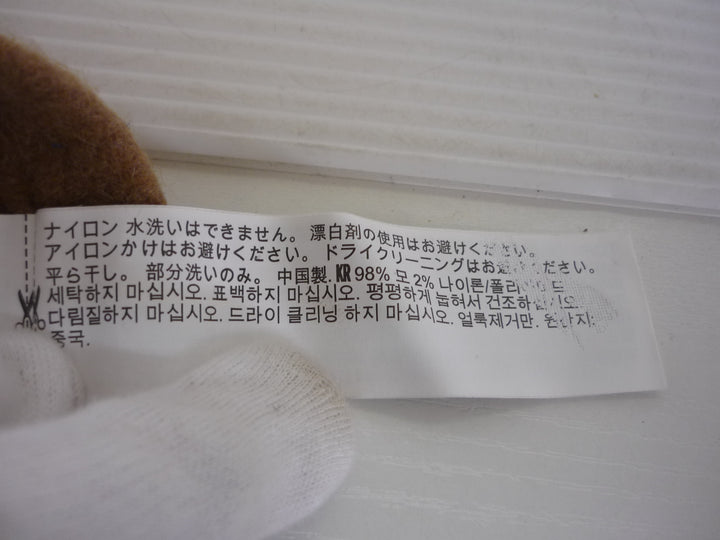 ナイロン 水洗いはできません。 漂白剤の使用はお避けください。
アイロンかけはお避けください。 ドライクリーニングはお ください。
平ら干し。 部分洗いのみ。 中国製. KR 98% 모 2% 나이론/폴리
세탁하지 마십시오. 표백하지 마십시오. 평평하게 눕혀서 건조하
다림질하지 마십시오. 드라이 클리닝 하지 마십시오. 얼룩제거만. 원산지:
중국.